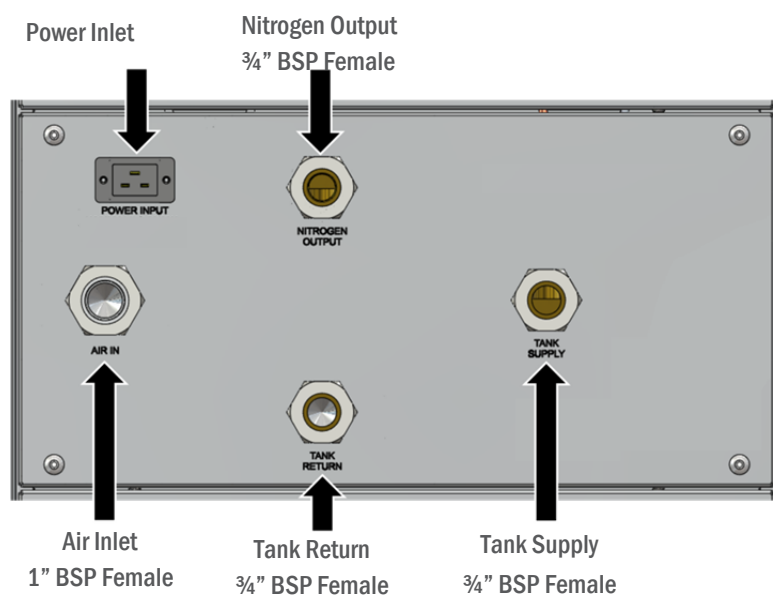 Power Inlet
Nitrogen Output
¾” BSP Female
POWER INPUT
NITROGEN
OUTPUT
AIR IN
TANK
SUPPLY
TANK
RETURN
Air Inlet
1” BSP Female
Tank Return
¾” BSP Female
Tank Supply
¾” BSP Female